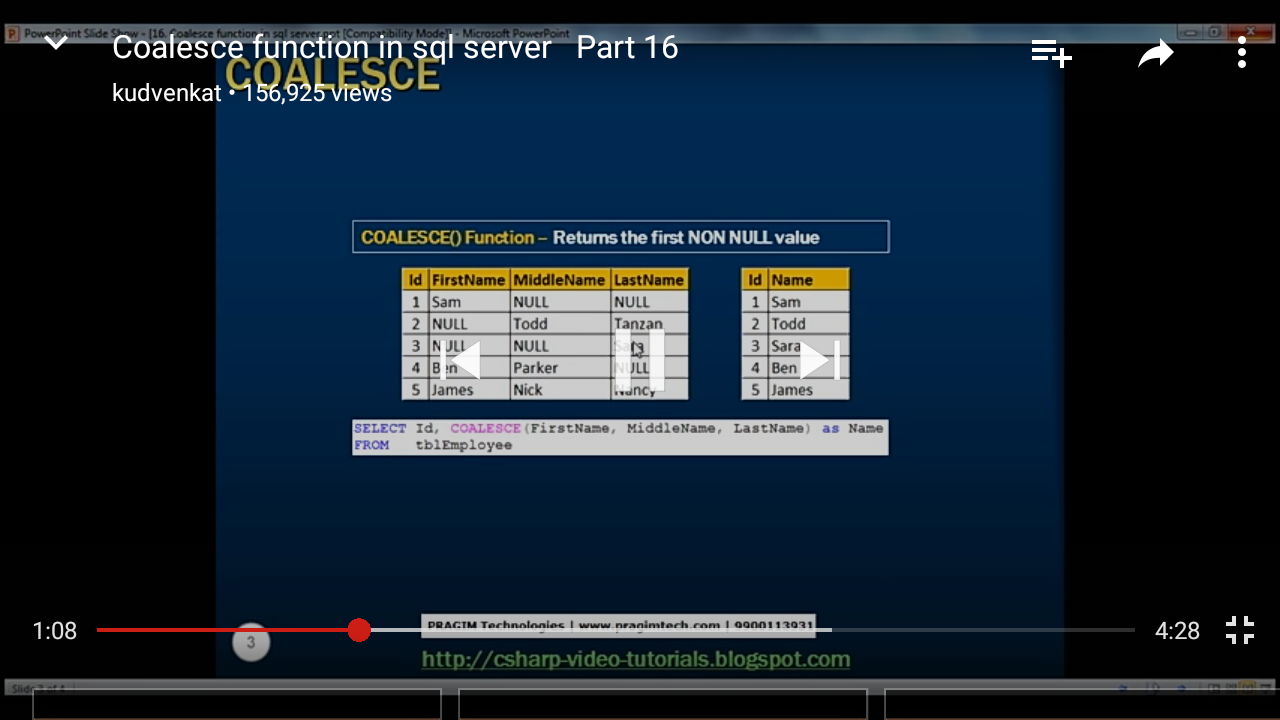 PowerPoint Slide Show - [16. Coalesce function in sql server.ppt [Compatibility Mode]] - Microsoft PowerPoint
Coalesce function in sql server Part 16
COALESCE
kudvenkat • 156,925 views
COALESCE() Function – Returns the first NON NULL value
Id FirstName MiddleName LastName Id Name
1 Sam NULL NULL 1 Sam
2 NULL Todd Tanzan 2 Todd
3 NULL NULL Sara 3 Sara
4 Ben Parker NULL 4 Ben
5 James Nick Nancy 5 James
SELECT Id, COALESCE(FirstName, MiddleName, LastName) as Name
FROM tblEmployee
1:08 4:28
PRAGIM Technologies | www.pragimtech.com | 9900113931
3
http://csharp-video-tutorials.blogspot.com
Slide 3 of 4